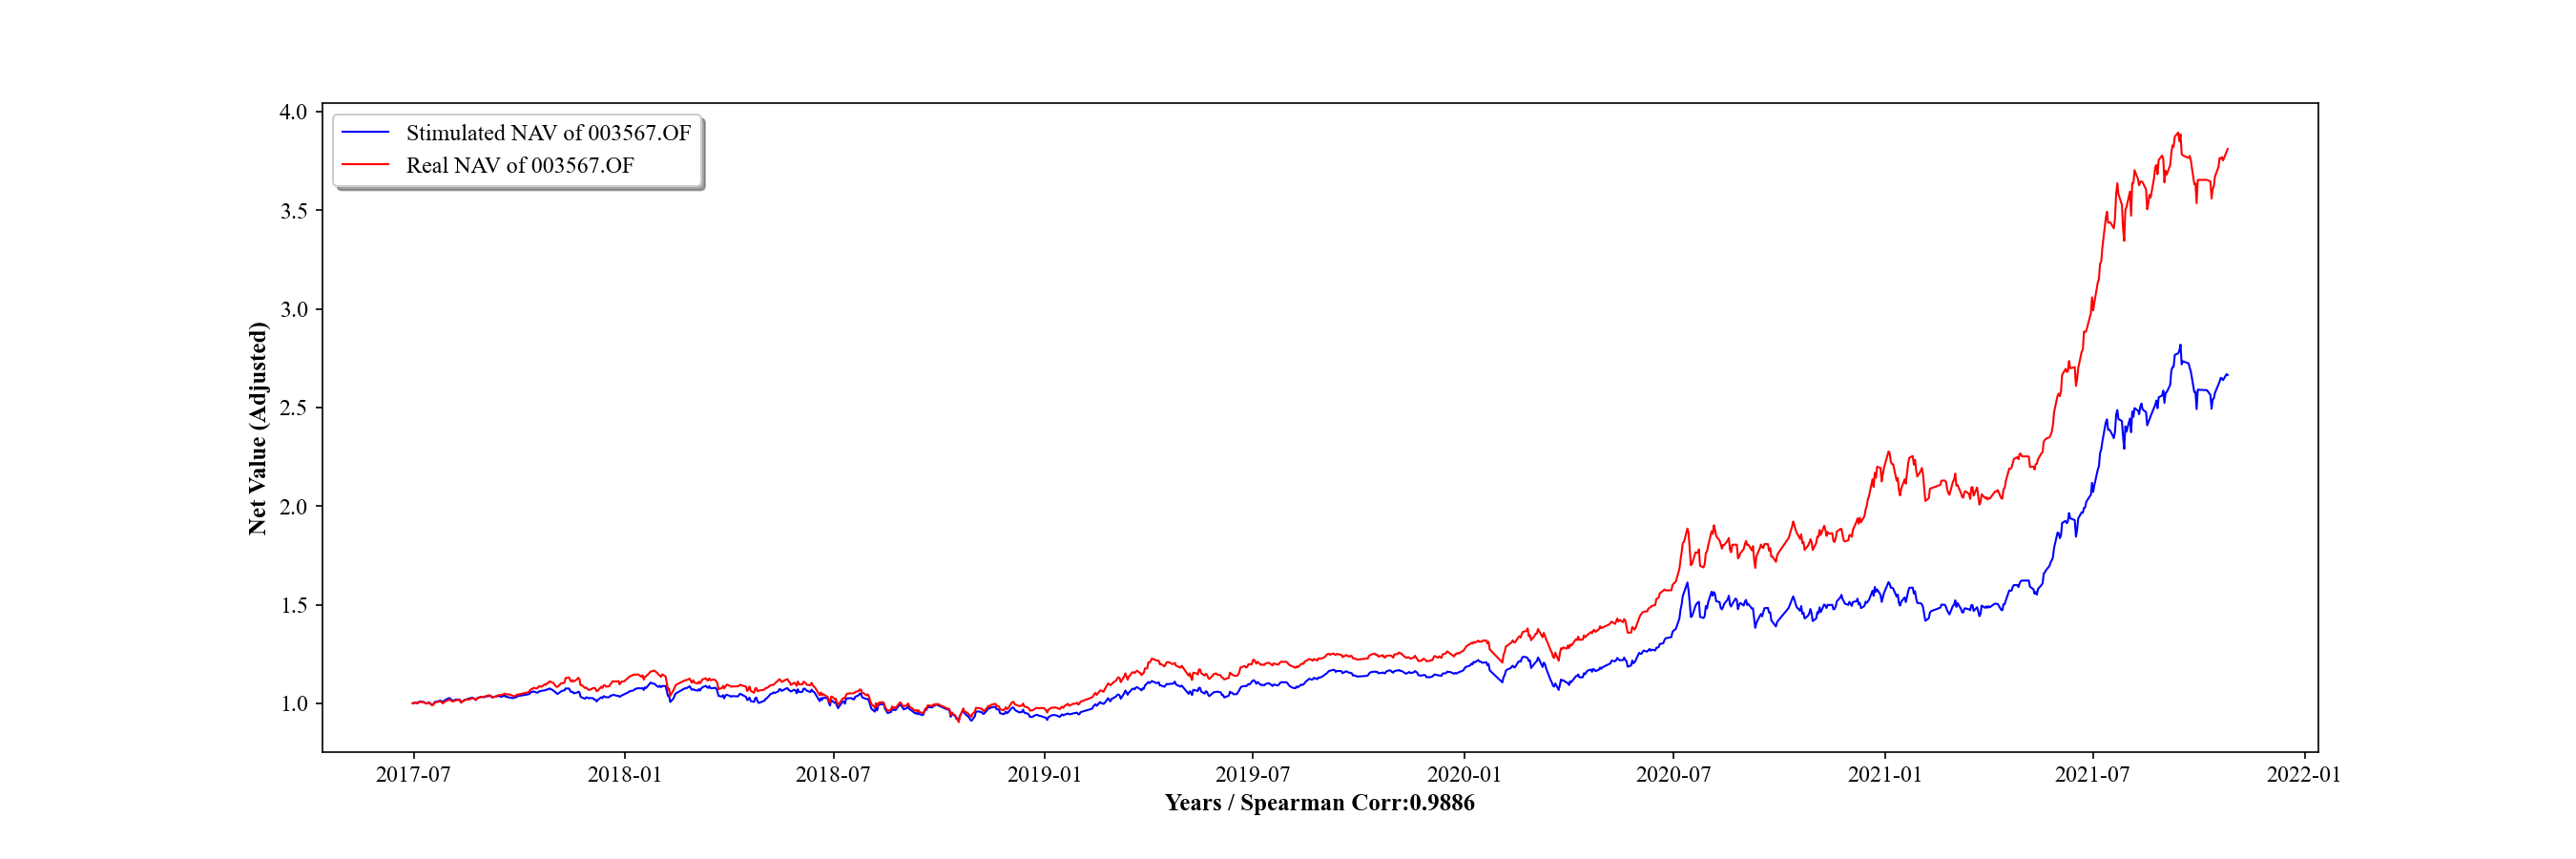 4.0
3.5
3.0
2.5
2.0
1.5
1.0
Net Value (Adjusted)
Stimulated NAV of 003567.OF
Real NAV of 003567.OF
2017-07 2018-01 2018-07 2019-01 2019-07 2020-01 2020-07 2021-01 2021-07 2022-01
Years / Spearman Corr:0.9886